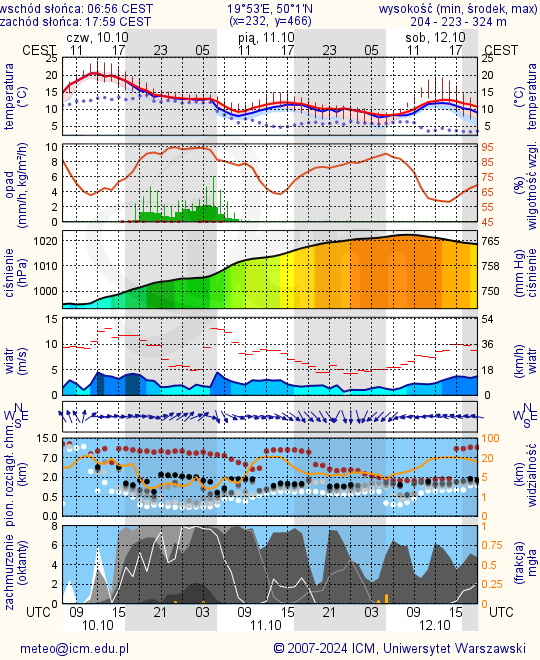 wschód słońca: 06:56 CEST 19°53'E, 50°1'N wysokość (min, środek, max)
zachód słońca: 17:59 CEST (x=232, y=466) 204 - 223 - 324 m
czw, 10.10 pią, 11.10 sob, 12.10
CEST 11 17 23 05 11 17 23 05 11 17 CEST
temperatura (°C)
25 20 15 10 5
25 20 15 10 5
(°C) temperatura
opad (mm/h, kg/m²/h)
10 8 6 4 2 0
95 85 75 65 55 45
(%) wilgotność wzgl.
ciśnienie (hPa)
1020 1010 1000
765 758 750
(mm Hg) ciśnienie
wiatr (m/s)
15 10 5 0
54 36 18 0
(km/h) wiatr
N W E S
N W E S
pion. rozciągł. chm. (km)
15.0 7.0 2.0 0.5 0.2 0.0
100 20 5 1 0
(km) widzialność
zachmurzenie (oktanty)
8 6 4 2 0
1 0.75 0.5 0.25 0
(frakcja) mgła
UTC 09 15 21 03 09 15 21 03 09 15 UTC
10.10 11.10 12.10
meteo@icm.edu.pl © 2007-2024 ICM, Uniwersytet Warszawski